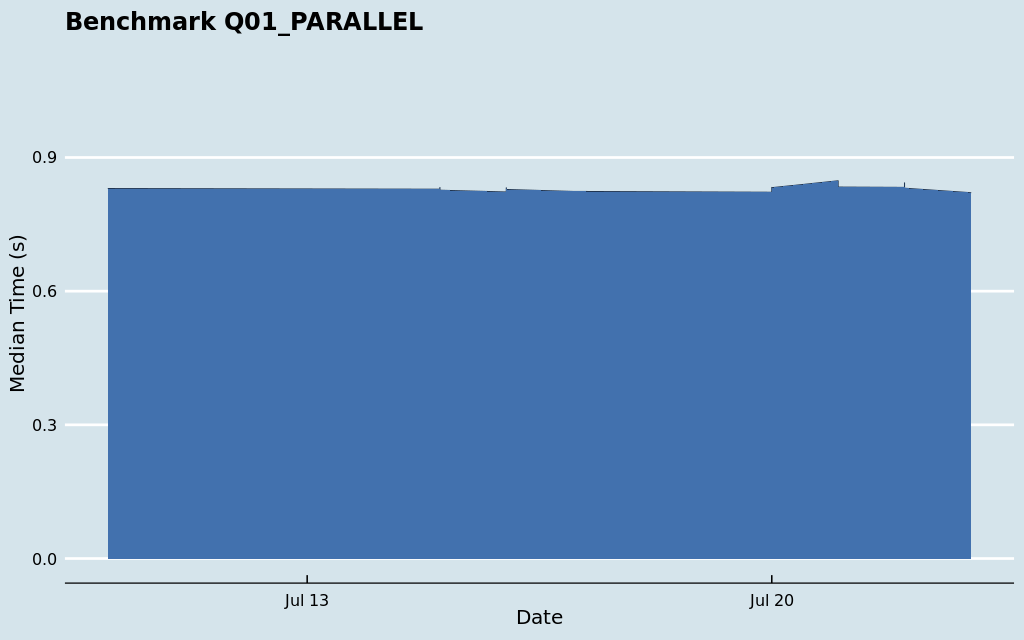 Benchmark Q01_PARALLEL
Median Time (s)
0.9
0.6
0.3
0.0
Jul 13
Jul 20
Date